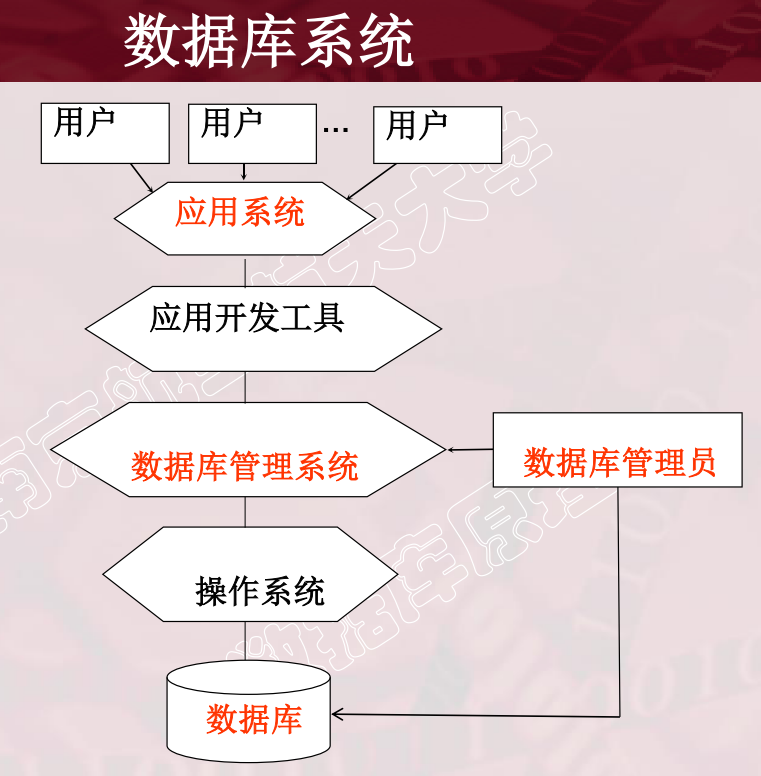 数据库系统
用户
用户
...
用户
应用系统
应用开发工具
数据库管理系统
数据库管理员
操作系统
数据库